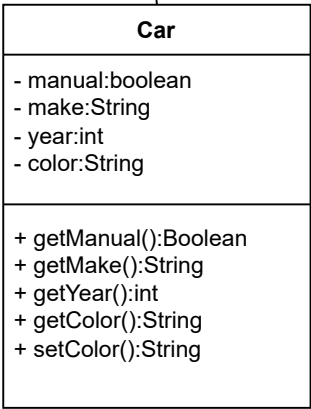 Car
- manual:boolean
- make:String
- year:int
- color:String
+ getManual():Boolean
+ getMake():String
+ getYear():int
+ getColor():String
+ setColor():String